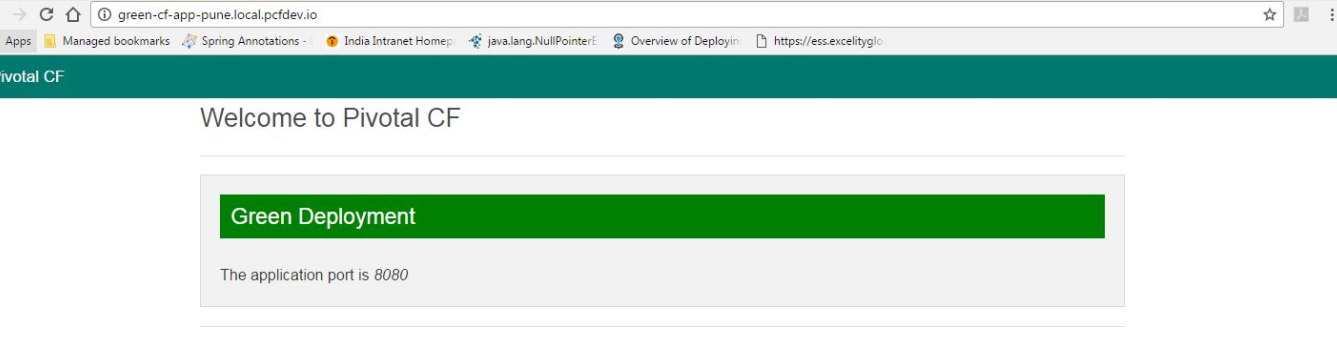 green-cf-app-pune.local.pcfdev.io
Apps Managed bookmarks Spring Annotations - India Intranet Homep java.lang.NullPointerE Overview of Deployin https://ess.excelityglo
ivotal CF
Welcome to Pivotal CF
Green Deployment
The application port is 8080